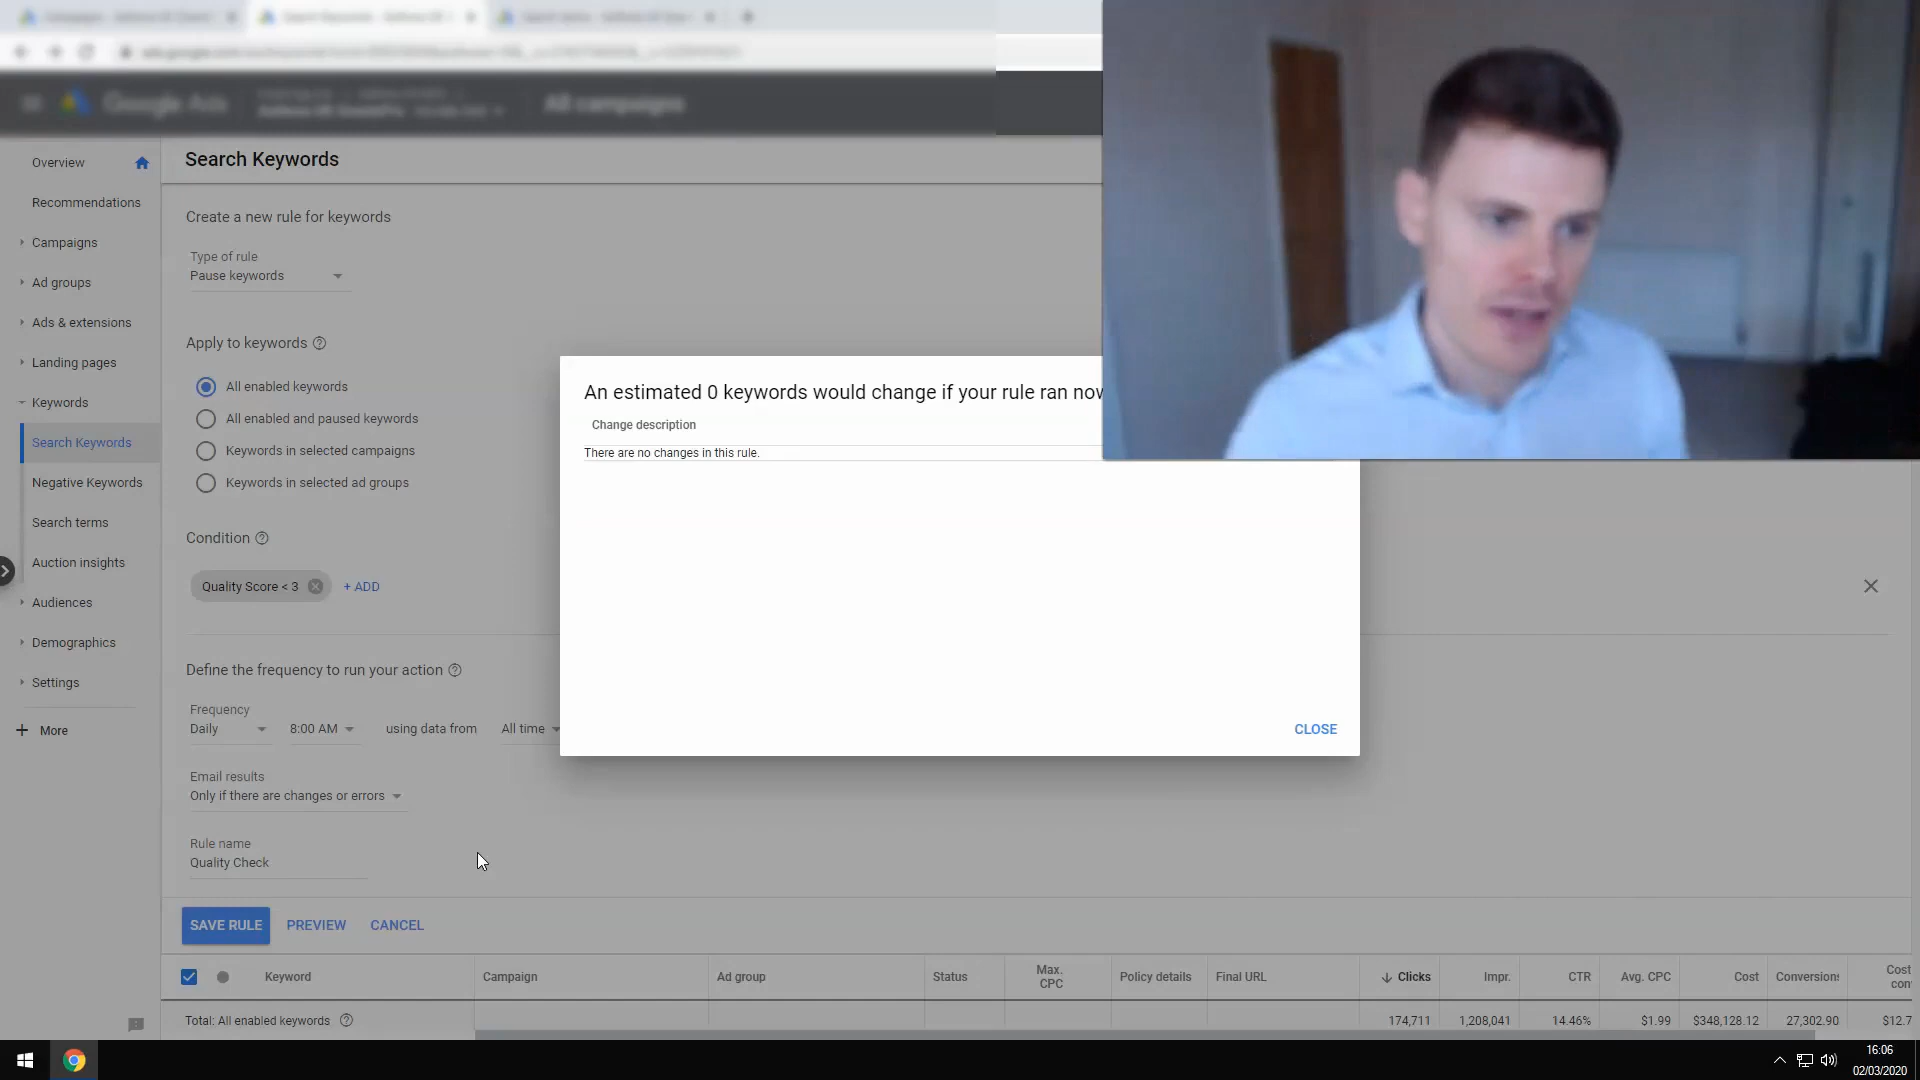 Google Ads
All campaigns
Overview
Recommendations
Campaigns
Ad groups
Ads & extensions
Landing pages
Keywords
Search Keywords
Negative Keywords
Search terms
Auction insights
Audiences
Demographics
Settings
More
Search Keywords
Create a new rule for keywords
Type of rule
Pause keywords
Apply to keywords
All enabled keywords
All enabled and paused keywords
Keywords in selected campaigns
Keywords in selected ad groups
Condition
Quality Score < 3
+ ADD
Define the frequency to run your action
Frequency
Daily 8:00 AM using data from All time
Email results
Only if there are changes or errors
Rule name
Quality Check
SAVE RULE PREVIEW CANCEL
An estimated 0 keywords would change if your rule ran now
Change description
There are no changes in this rule.
CLOSE
Keyword Campaign Ad group Status Max. CPC Policy details Final URL Clicks Impr. CTR Avg. CPC Cost Conversions Cost
Total: All enabled keywords 174,711 1,208,041 14.46% $1.99 $348,128.12 27,302.90 $12.7
16:06
02/03/2020